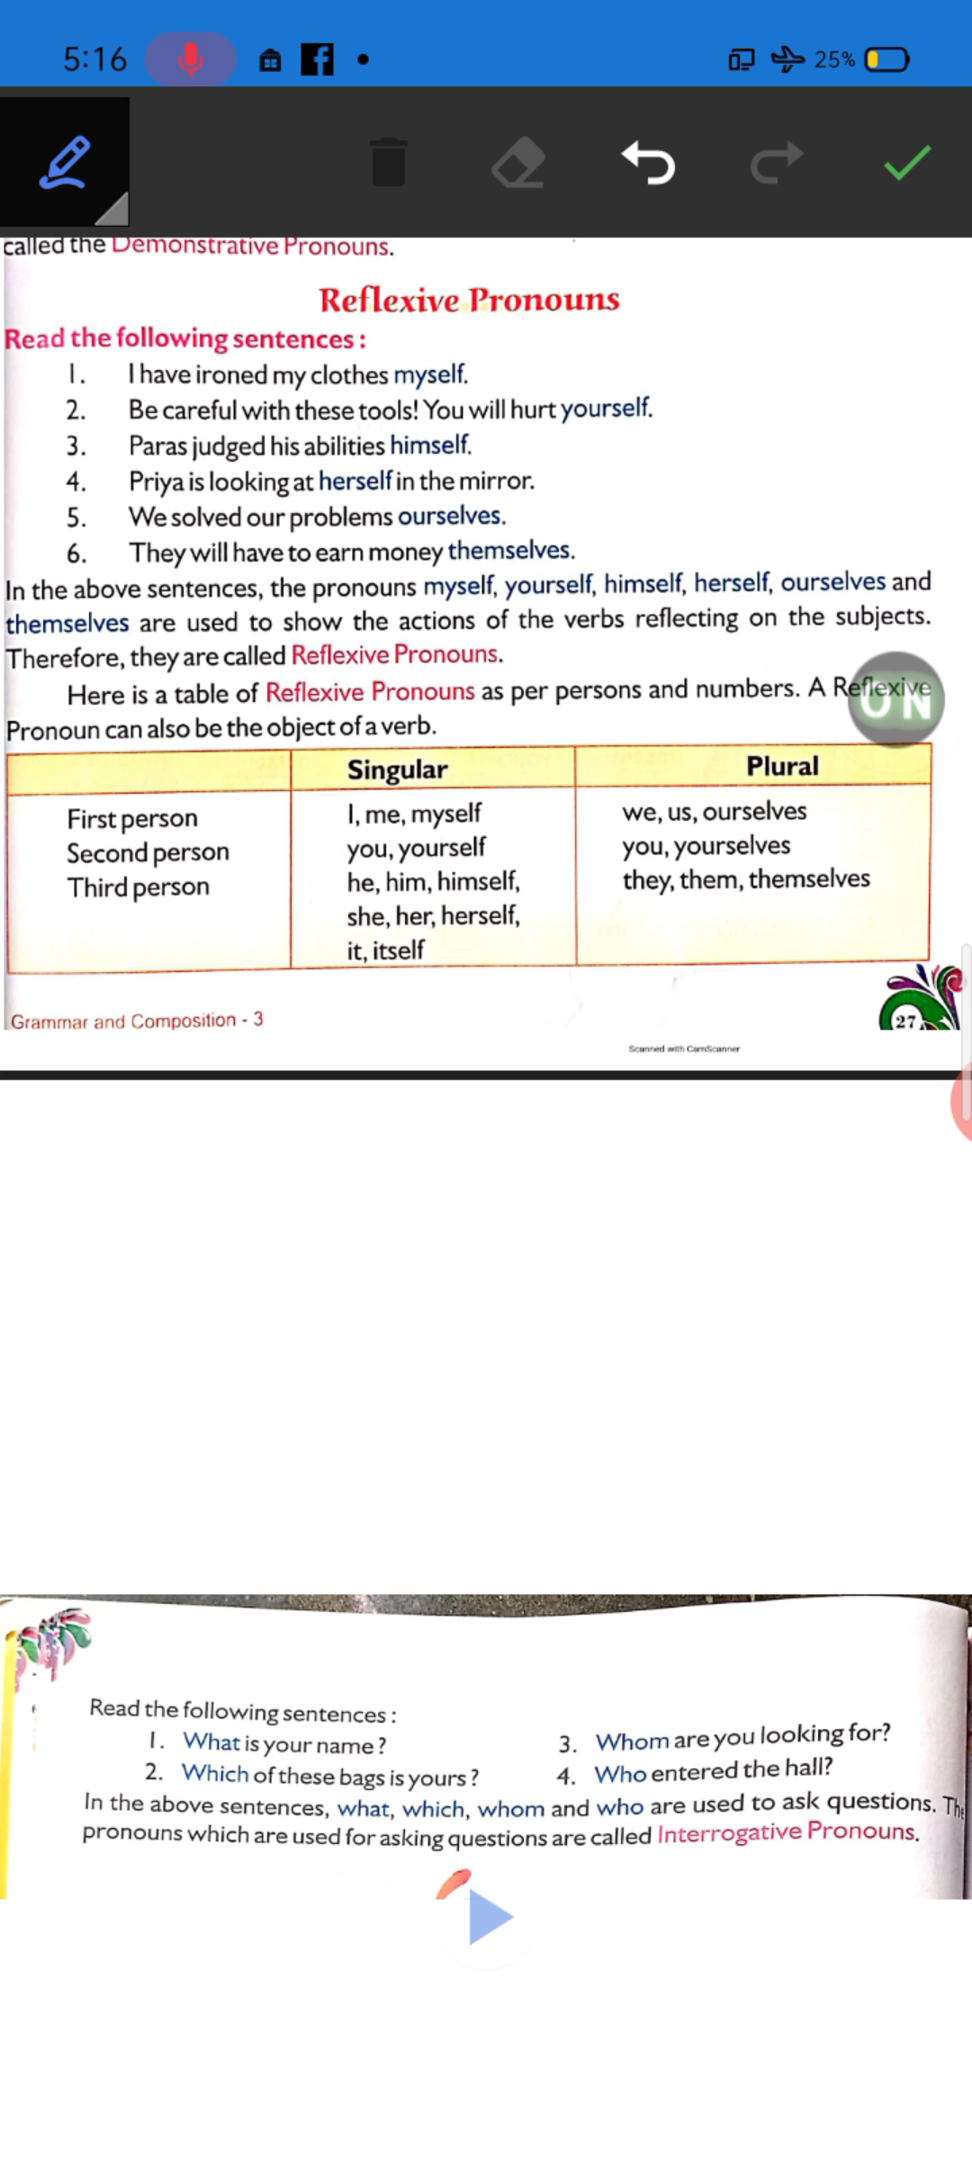 5:16
25%
called the Demonstrative Pronouns.
Reflexive Pronouns
Read the following sentences :
1. I have ironed my clothes myself.
2. Be careful with these tools! You will hurt yourself.
3. Paras judged his abilities himself.
4. Priya is looking at herself in the mirror.
5. We solved our problems ourselves.
6. They will have to earn money themselves.
In the above sentences, the pronouns myself, yourself, himself, herself, ourselves and
themselves are used to show the actions of the verbs reflecting on the subjects.
Therefore, they are called Reflexive Pronouns.
Here is a table of Reflexive Pronouns as per persons and numbers. A Reflexive
ON
Pronoun can also be the object of a verb.
Singular Plural
First person I, me, myself we, us, ourselves
Second person you, yourself you, yourselves
Third person he, him, himself, they, them, themselves
she, her, herself,
it, itself
Grammar and Composition - 3
27
Scanned with CamScanner
Read the following sentences :
1. What is your name ? 3. Whom are you looking for?
2. Which of these bags is yours ? 4. Who entered the hall?
In the above sentences, what, which, whom and who are used to ask questions. The
pronouns which are used for asking questions are called Interrogative Pronouns.